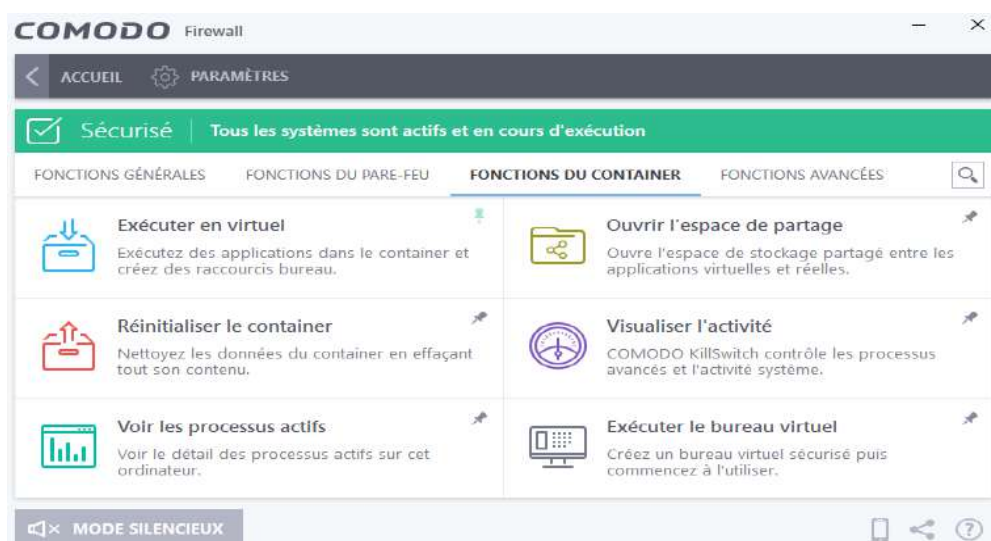 COMODO Firewall
ACCUEIL PARAMÈTRES
Sécurisé Tous les systèmes sont actifs et en cours d'exécution
FONCTIONS GÉNÉRALES FONCTIONS DU PARE-FEU FONCTIONS DU CONTAINER FONCTIONS AVANCÉES
Exécuter en virtuel
Exécutez des applications dans le container et
créez des raccourcis bureau.
Ouvrir l'espace de partage
Ouvre l'espace de stockage partagé entre les
applications virtuelles et réelles.
Réinitialiser le container
Nettoyez les données du container en effaçant
tout son contenu.
Visualiser l'activité
COMODO KillSwitch contrôle les processus
avancés et l'activité système.
Voir les processus actifs
Voir le détail des processus actifs sur cet
ordinateur.
Exécuter le bureau virtuel
Créez un bureau virtuel sécurisé puis
commencez à l'utiliser.
MODE SILENCIEUX